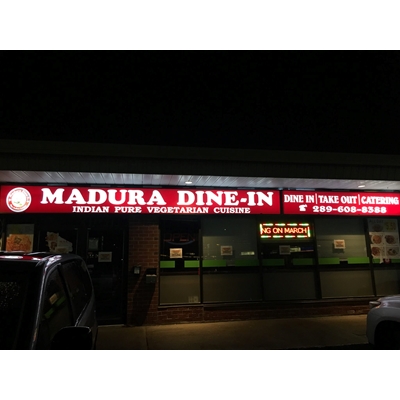 MADURA DINE-IN
INDIAN PURE VEGETARIAN CUISINE
DINE IN | TAKE OUT | CATERING
289-608-8388
NG ON MARCH